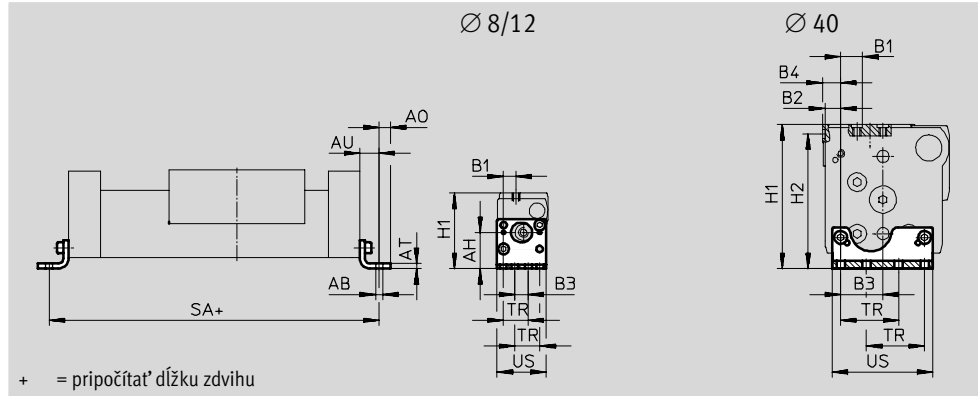 ∅ 8/12
∅ 40
B1
B4
B2
AO
AU
B1
H1
H2
H1
AH
AT
AB
B3
B3
SA+
TR
TR
TR
TR
US
US
+ = pripočítať dĺžku zdvihu